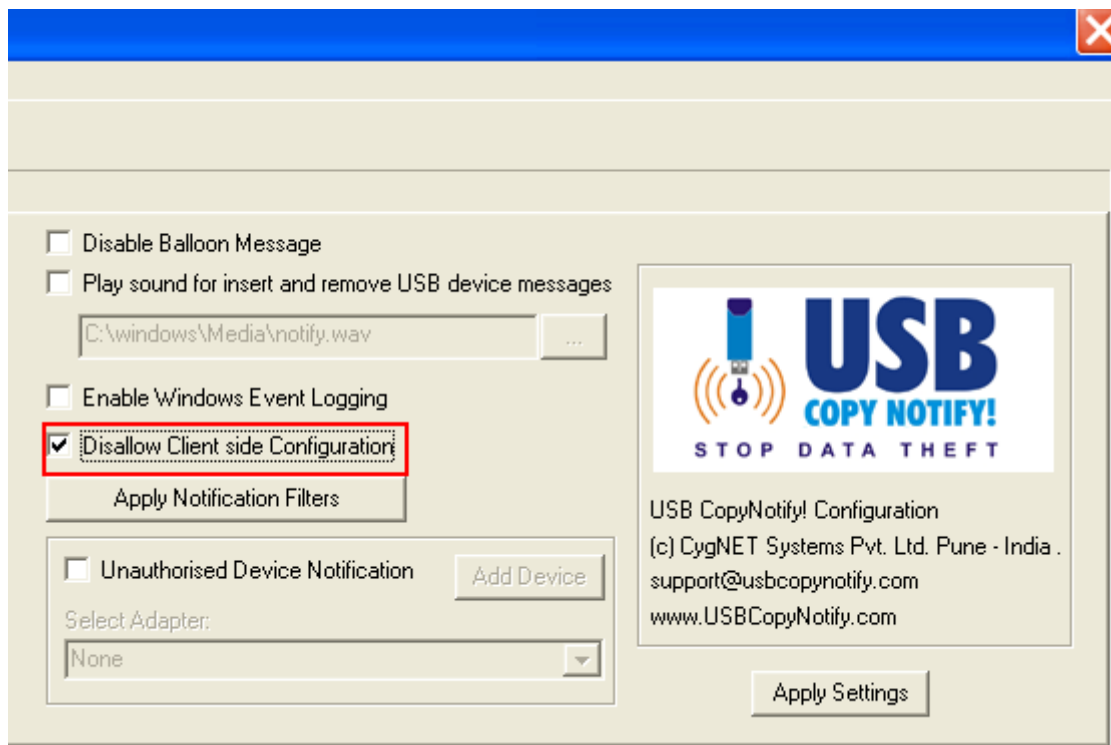 Disable Balloon Message
Play sound for insert and remove USB device messages
C:\windows\Media\notify.wav
...
Enable Windows Event Logging
Disallow Client side Configuration
Apply Notification Filters
Unauthorised Device Notification
Add Device
Select Adapter:
None
USB
COPY NOTIFY!
STOP DATA THEFT
USB CopyNotify! Configuration
(c) CygNET Systems Pvt. Ltd. Pune - India .
support@usbcopynotify.com
www.USBCopyNotify.com
Apply Settings